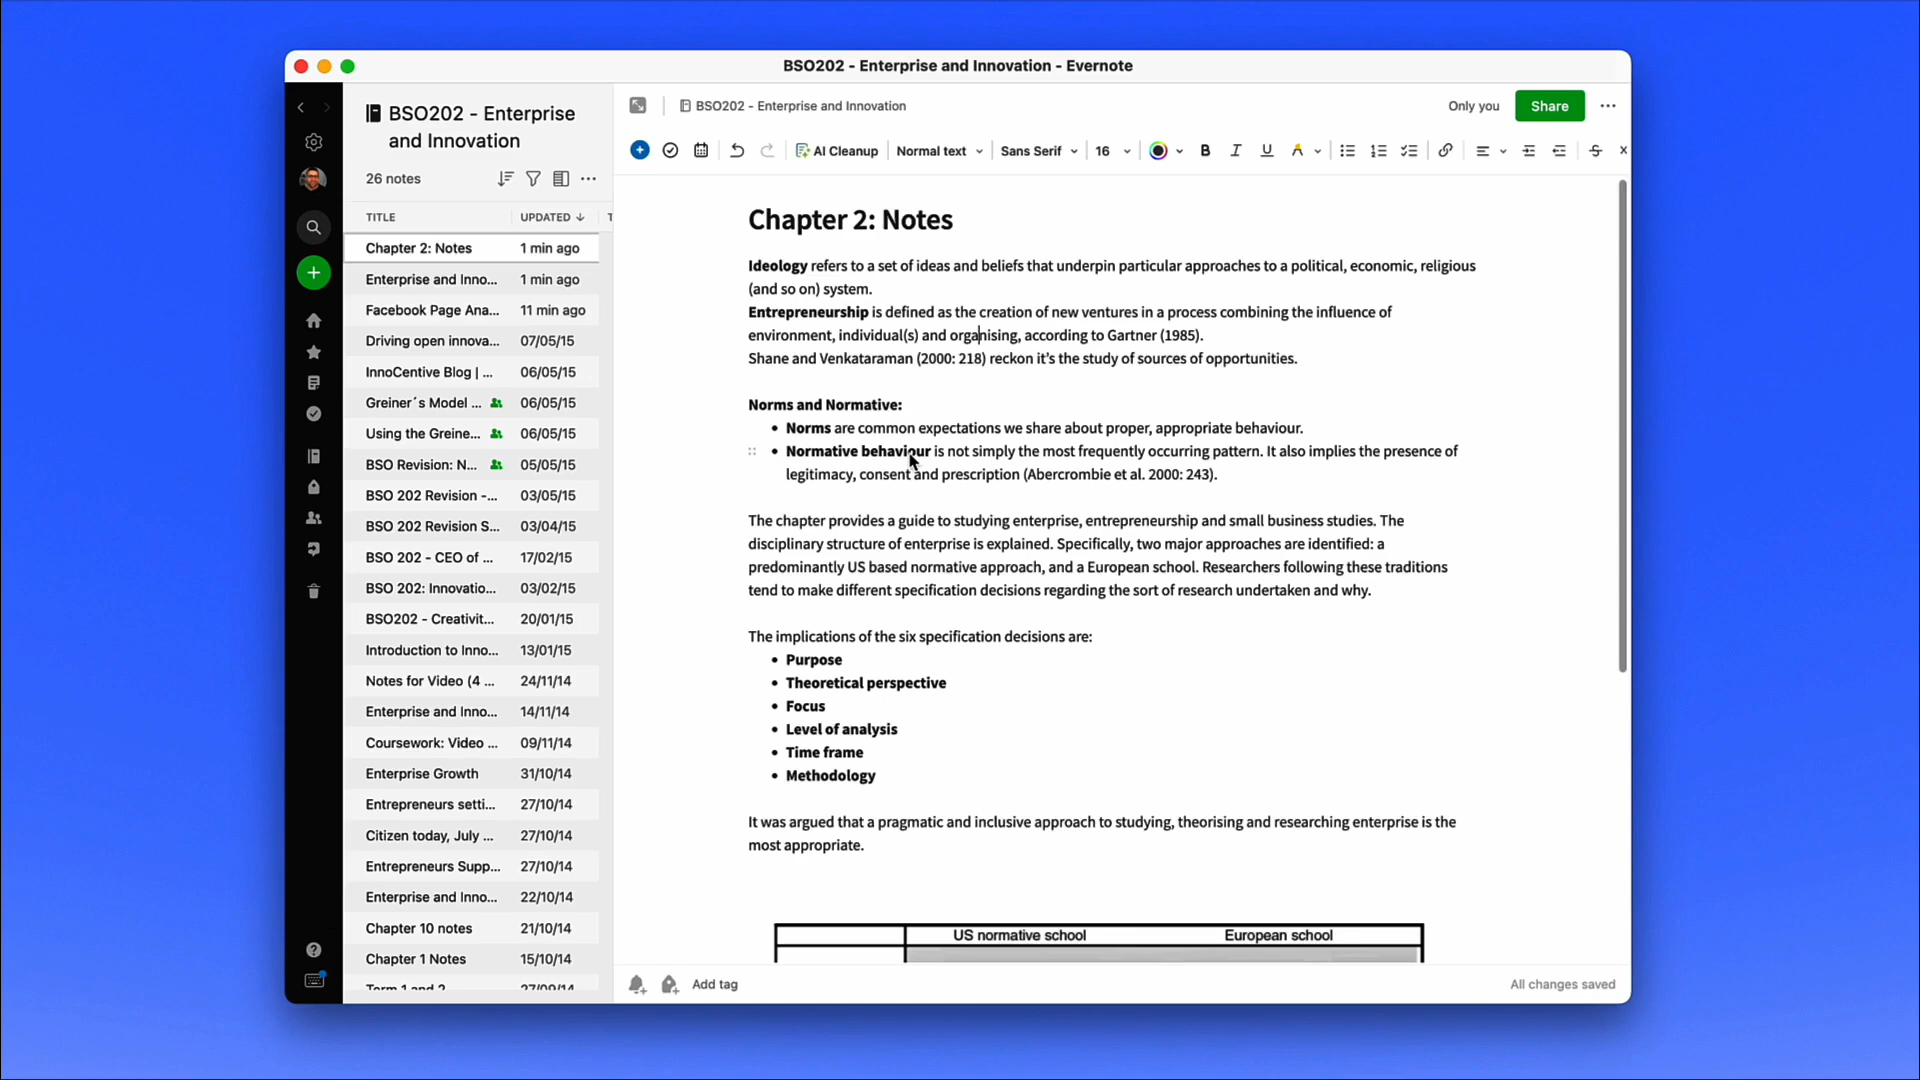 BSO202 - Enterprise and Innovation - Evernote
BSO202 - Enterprise
and Innovation
26 notes
TITLE UPDATED
Chapter 2: Notes 1 min ago
Enterprise and Inno... 1 min ago
Facebook Page Ana... 11 min ago
Driving open innova... 07/05/15
InnoCentive Blog | ... 06/05/15
Greiner´s Model ... 06/05/15
Using the Greine... 06/05/15
BSO Revision: N... 05/05/15
BSO 202 Revision -... 03/05/15
BSO 202 Revision S... 03/04/15
BSO 202 - CEO of ... 17/02/15
BSO 202: Innovatio... 03/02/15
BSO202 - Creativit... 20/01/15
Introduction to Inno... 13/01/15
Notes for Video (4 ... 24/11/14
Enterprise and Inno... 14/11/14
Coursework: Video ... 09/11/14
Enterprise Growth 31/10/14
Entrepreneurs setti... 27/10/14
Citizen today, July ... 27/10/14
Entrepreneurs Supp... 27/10/14
Enterprise and Inno... 22/10/14
Chapter 10 notes 21/10/14
Chapter 1 Notes 15/10/14
Term 1 and 2 27/09/14
BSO202 - Enterprise and Innovation
Only you Share
AI Cleanup Normal text Sans Serif 16 B I U A
Chapter 2: Notes
Ideology refers to a set of ideas and beliefs that underpin particular approaches to a political, economic, religious
(and so on) system.
Entrepreneurship is defined as the creation of new ventures in a process combining the influence of
environment, individual(s) and organising, according to Gartner (1985).
Shane and Venkataraman (2000: 218) reckon it’s the study of sources of opportunities.
Norms and Normative:
• Norms are common expectations we share about proper, appropriate behaviour.
• Normative behaviour is not simply the most frequently occurring pattern. It also implies the presence of
legitimacy, consent and prescription (Abercrombie et al. 2000: 243).
The chapter provides a guide to studying enterprise, entrepreneurship and small business studies. The
disciplinary structure of enterprise is explained. Specifically, two major approaches are identified: a
predominantly US based normative approach, and a European school. Researchers following these traditions
tend to make different specification decisions regarding the sort of research undertaken and why.
The implications of the six specification decisions are:
• Purpose
• Theoretical perspective
• Focus
• Level of analysis
• Time frame
• Methodology
It was argued that a pragmatic and inclusive approach to studying, theorising and researching enterprise is the
most appropriate.
US normative school European school
Add tag
All changes saved